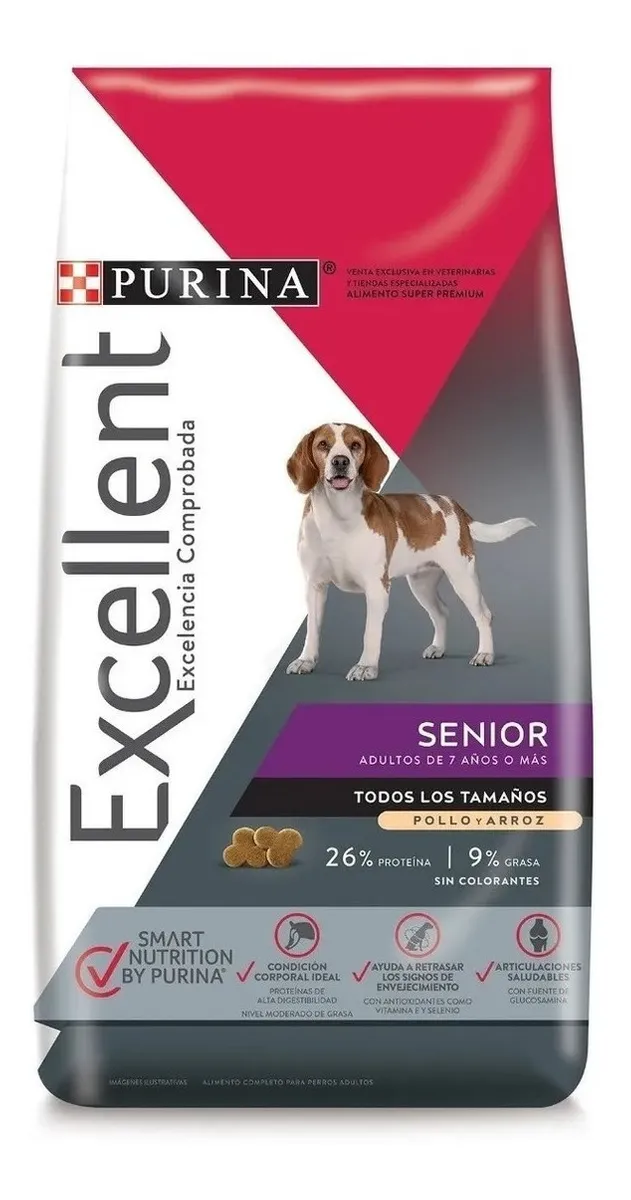 PURINA®
VENTA EXCLUSIVA EN VETERINARIAS
Y TIENDAS ESPECIALIZADAS
ALIMENTO SUPER PREMIUM
Excellent
Excelencia Comprobada
SENIOR
ADULTOS DE 7 AÑOS O MÁS
TODOS LOS TAMAÑOS
POLLO Y ARROZ
26% PROTEÍNA | 9% GRASA
SIN COLORANTES
SMART
NUTRITION
BY PURINA®
CONDICIÓN
CORPORAL IDEAL
PROTEÍNAS DE
ALTA DIGESTIBILIDAD
NIVEL MODERADO DE GRASA
AYUDA A RETRASAR
LOS SIGNOS DE
ENVEJECIMIENTO
CON ANTIOXIDANTES COMO
VITAMINA E Y SELENIO
ARTICULACIONES
SALUDABLES
CON FUENTE DE
GLUCOSAMINA
IMÁGENES ILUSTRATIVAS ALIMENTO COMPLETO PARA PERROS ADULTOS